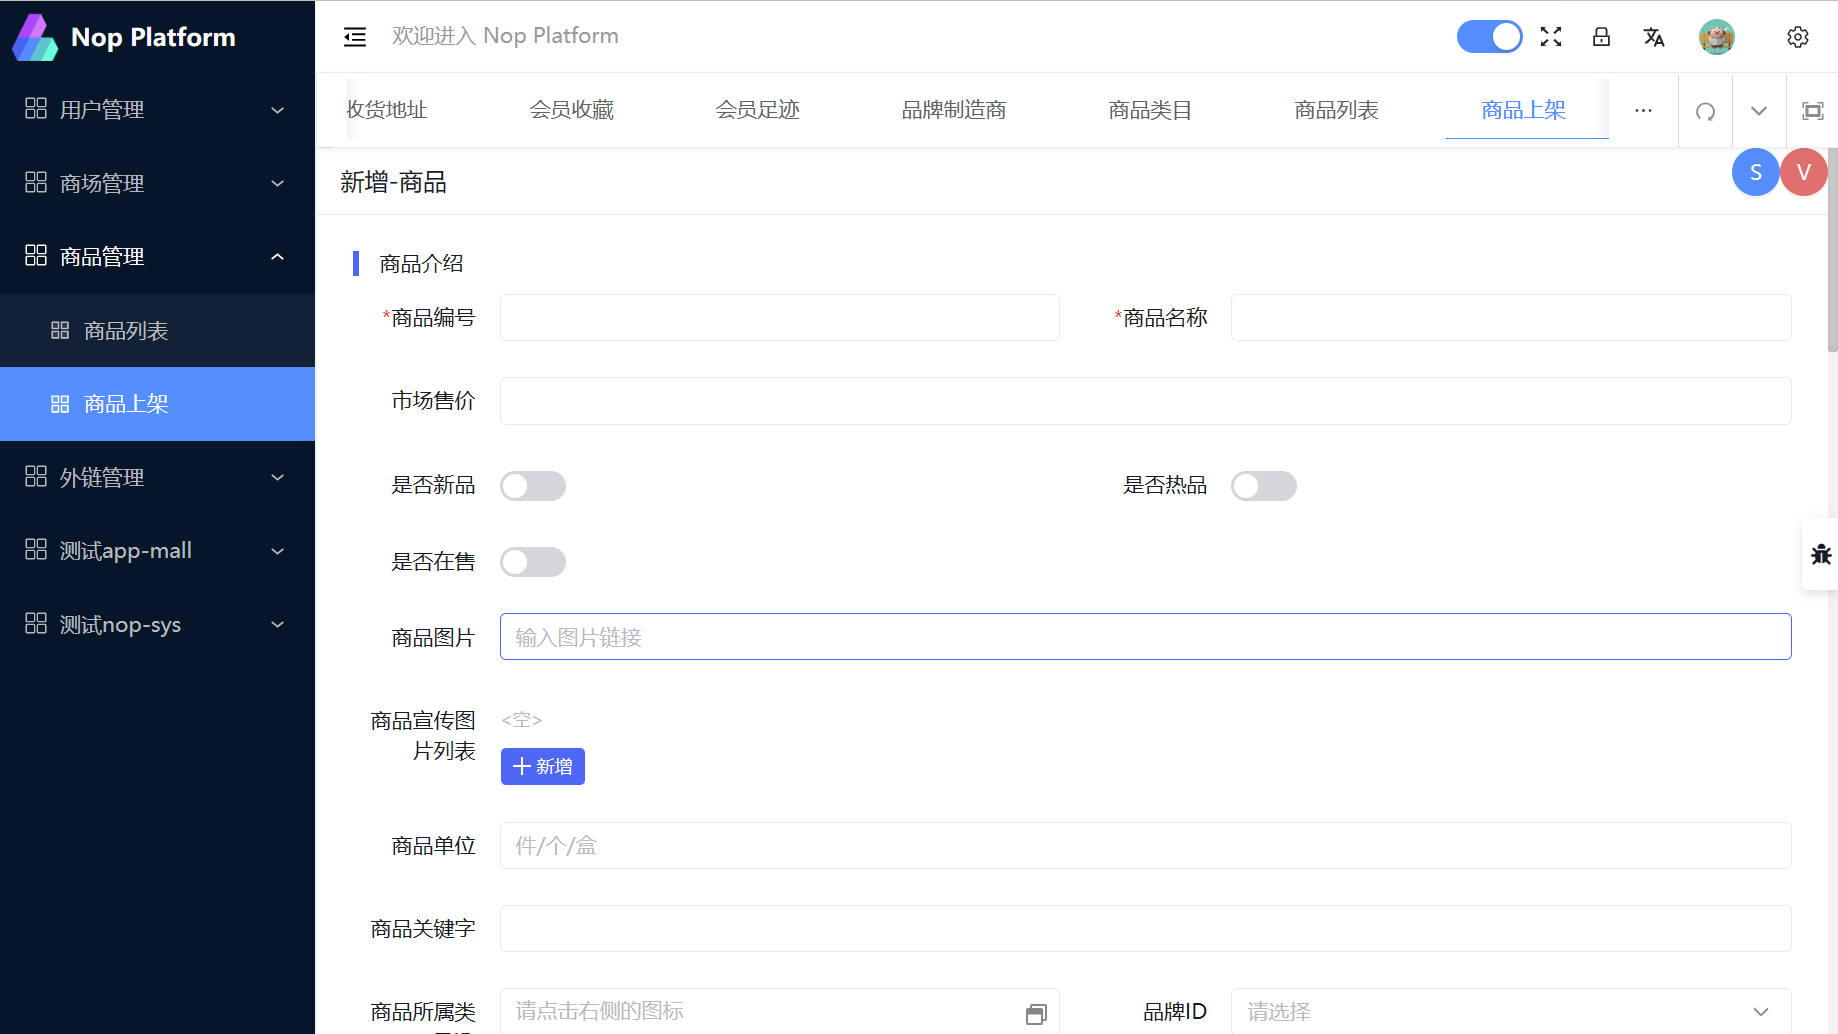 Nop Platform
欢迎进入 Nop Platform
用户管理
商场管理
商品管理
商品列表
商品上架
外链管理
测试app-mall
测试nop-sys
收货地址
会员收藏
会员足迹
品牌制造商
商品类目
商品列表
商品上架
新增-商品
S
V
商品介绍
*商品编号
*商品名称
市场售价
是否新品
是否热品
是否在售
商品图片
输入图片链接
商品宣传图
片列表
<空>
新增
商品单位
件/个/盒
商品关键字
商品所属类
请点击右侧的图标
品牌ID
请选择